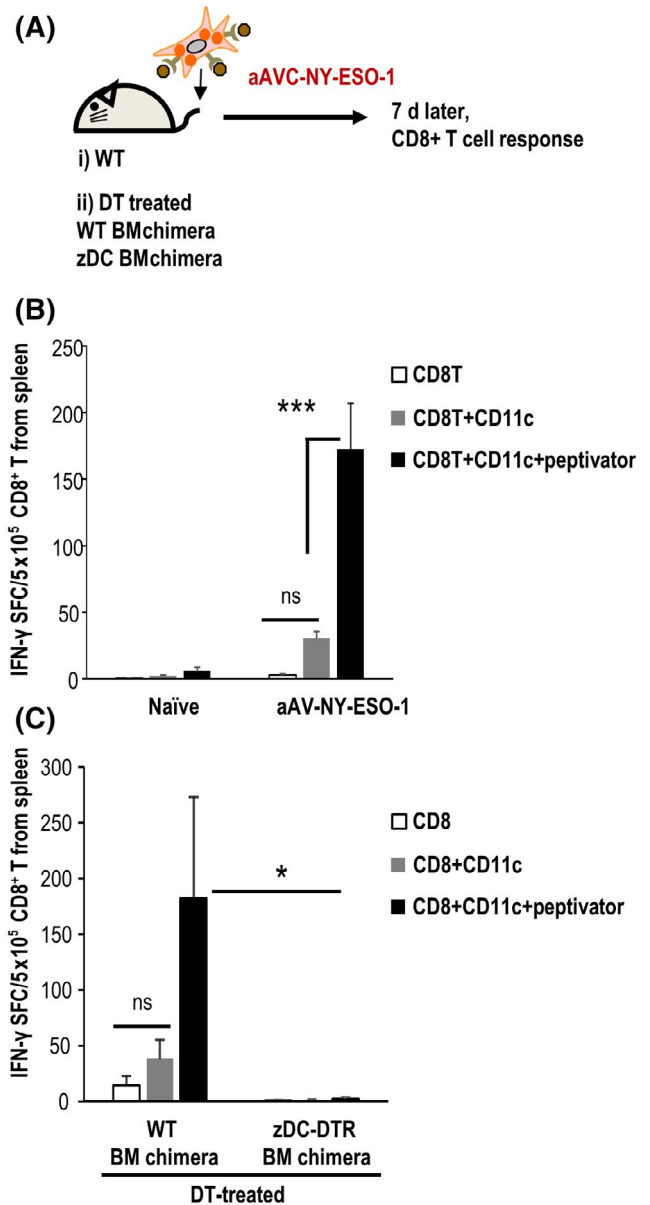 (A)
aAVC-NY-ESO-1
7 d later,
CD8+ T cell response
i) WT
ii) DT treated
WT BMchimera
zDC BMchimera
(B)
IFN-γ SFC/5x10⁵ CD8⁺ T from spleen
250
200
150
100
50
0
***
ns
Naïve
aAV-NY-ESO-1
CD8T
CD8T+CD11c
CD8T+CD11c+peptivator
(C)
IFN-γ SFC/5x10⁵ CD8⁺ T from spleen
300
250
200
150
100
50
0
*
ns
WT
BM chimera
zDC-DTR
BM chimera
DT-treated
CD8
CD8+CD11c
CD8+CD11c+peptivator